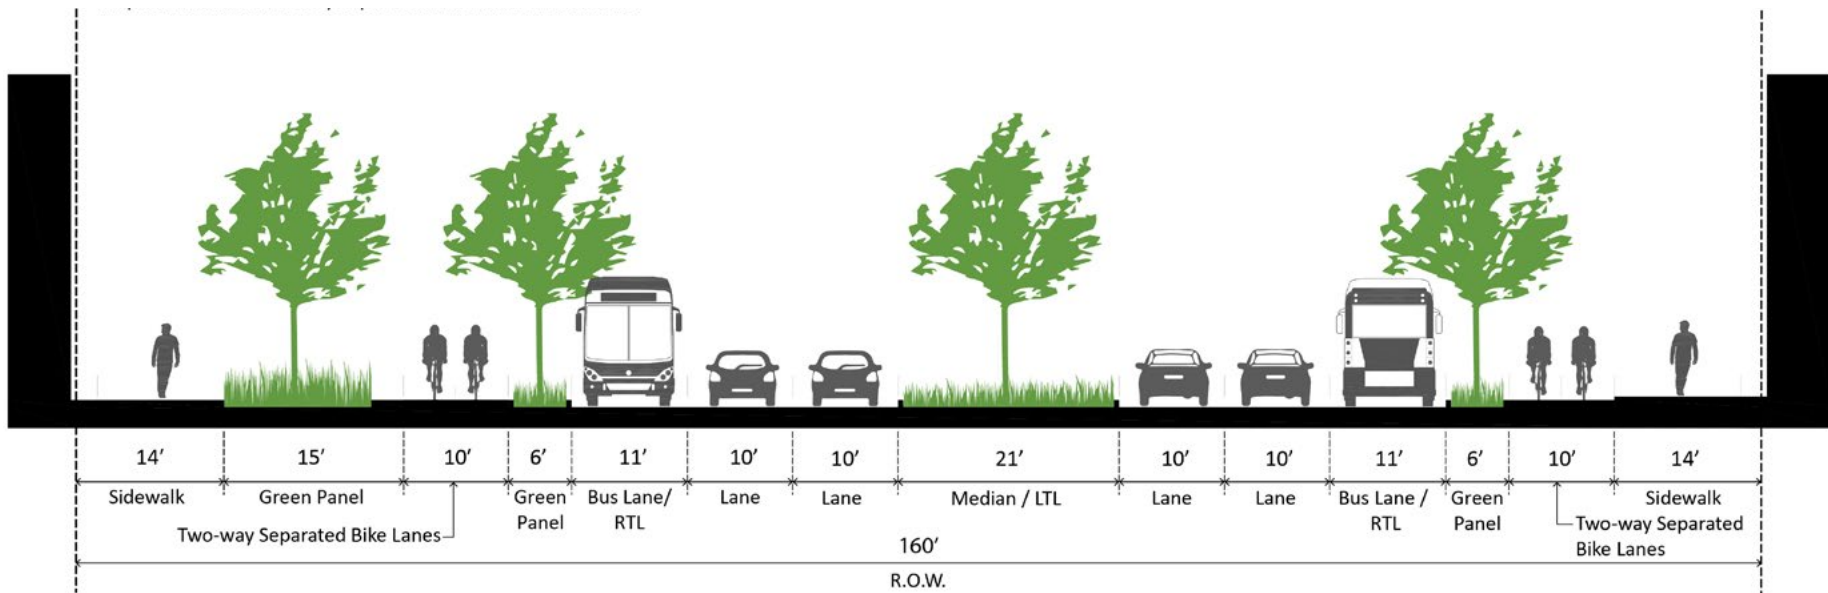 14′ 15′ 10′ 6′ 11′ 10′ 10′ 21′ 10′ 10′ 11′ 6′ 10′ 14′
Sidewalk Green Panel Green Bus Lane/ Lane Lane Median / LTL Lane Lane Bus Lane / Green Sidewalk
Panel RTL RTL Panel Two-way Separated
Two-way Separated Bike Lanes Bike Lanes
160′
R.O.W.